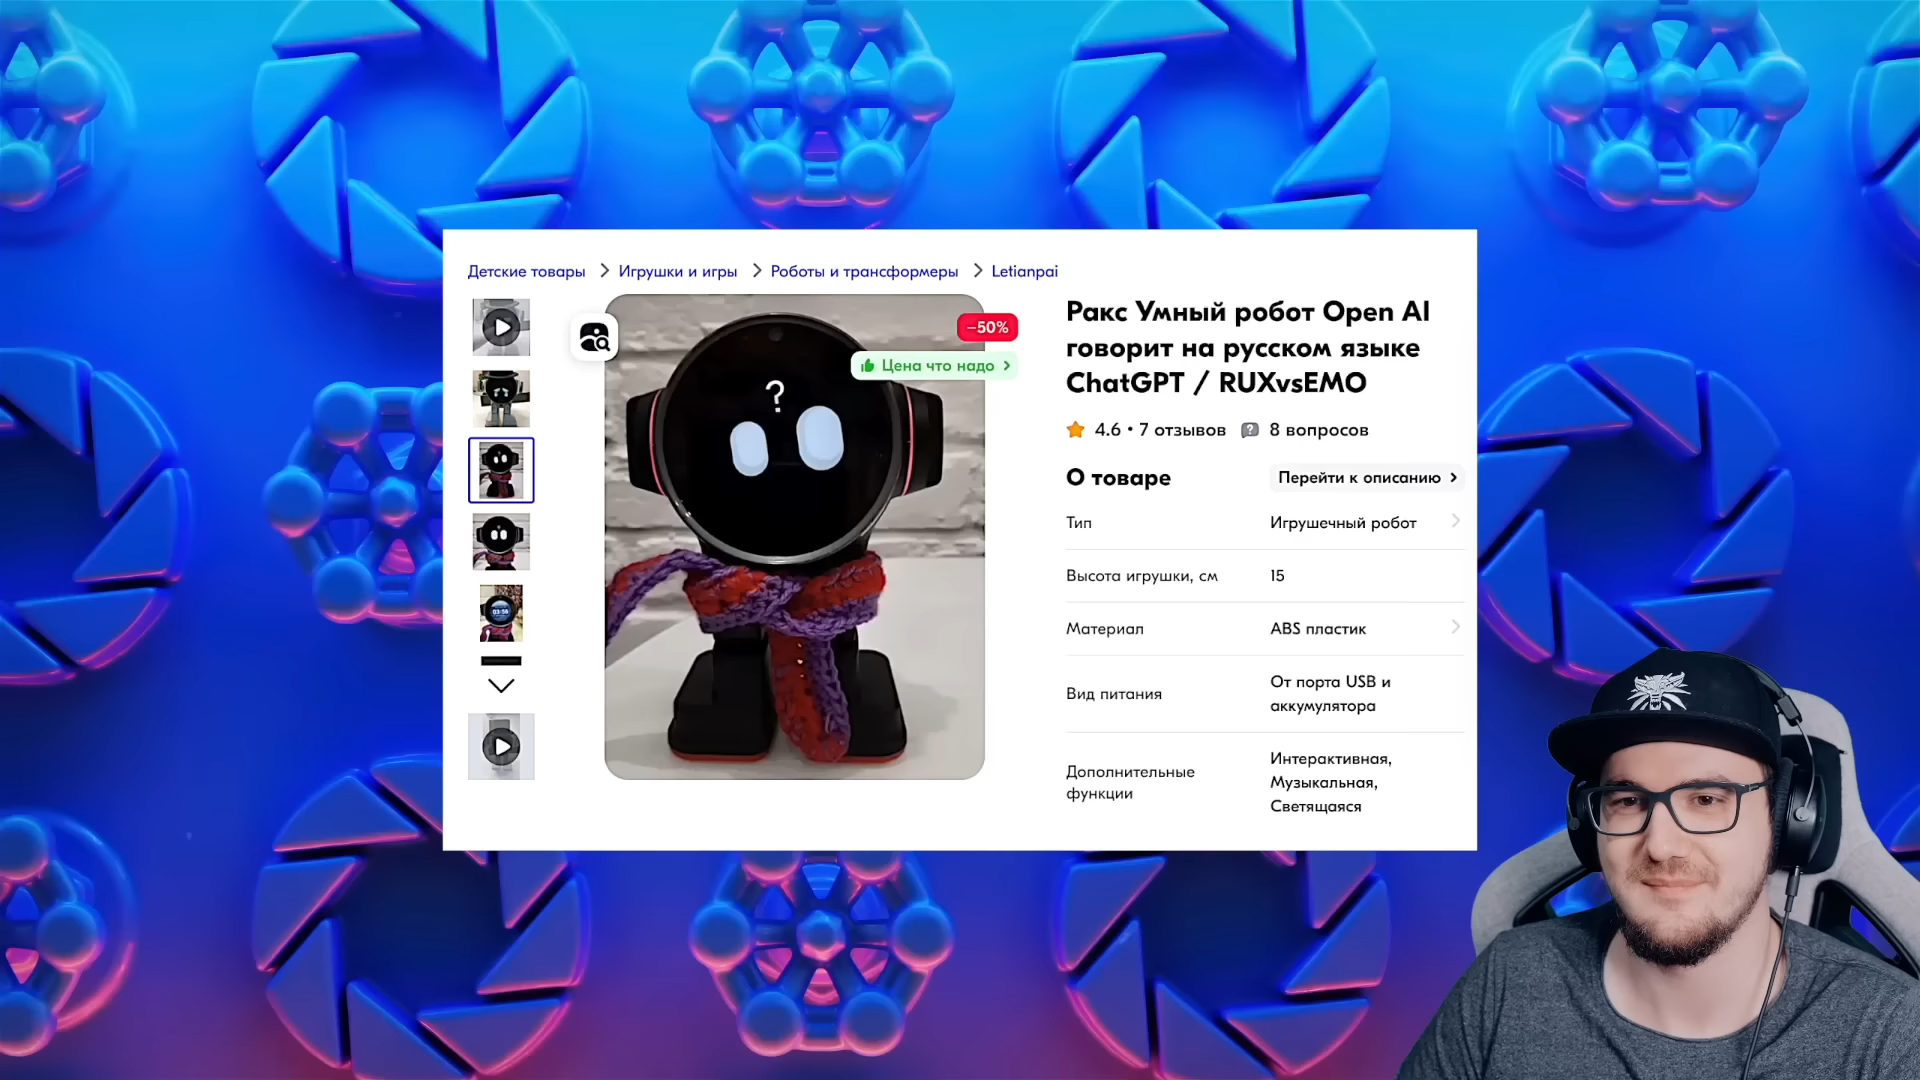 Детские товары > Игрушки и игры > Роботы и трансформеры > Letianpai
–50%
Цена что надо >
?
03:56
Ракс Умный робот Open AI
говорит на русском языке
ChatGPT / RUXvsEMO
4.6 • 7 отзывов 8 вопросов
О товаре Перейти к описанию >
Тип Игрушечный робот
Высота игрушки, см 15
Материал ABS пластик
Вид питания От порта USB и
аккумулятора
Дополнительные
функции
Интерактивная,
Музыкальная,
Светящаяся